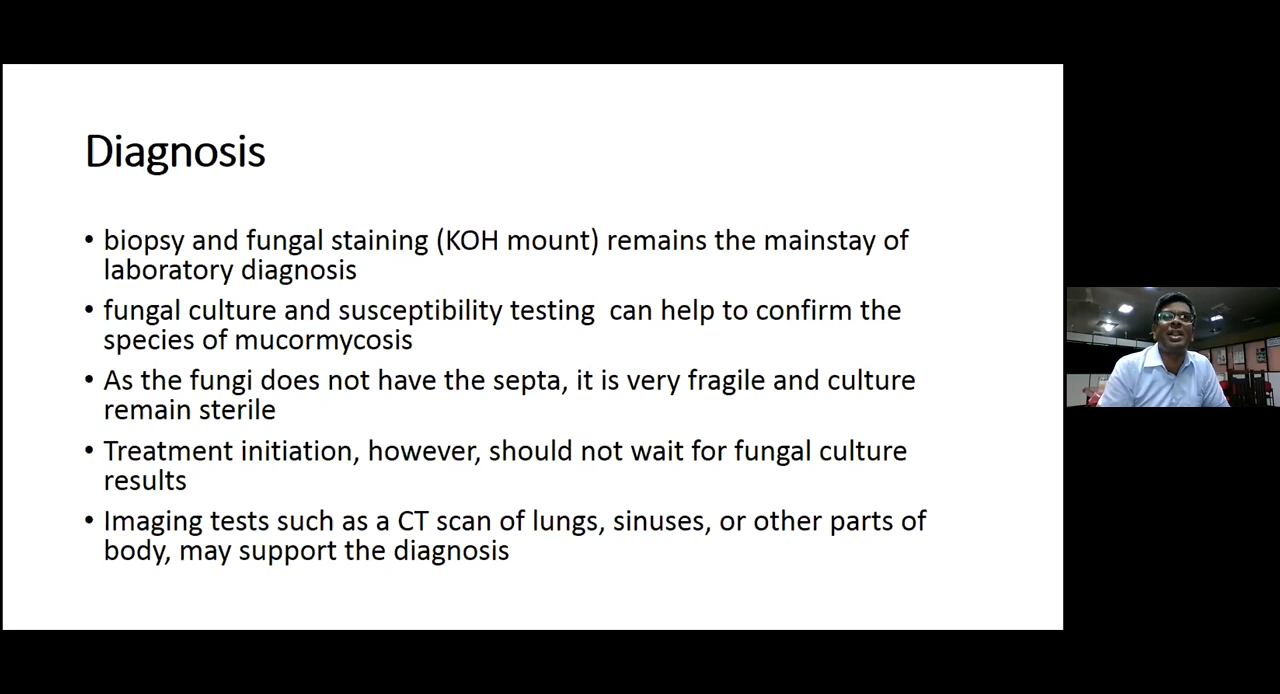 Diagnosis
• biopsy and fungal staining (KOH mount) remains the mainstay of
laboratory diagnosis
• fungal culture and susceptibility testing  can help to confirm the
species of mucormycosis
• As the fungi does not have the septa, it is very fragile and culture
remain sterile
• Treatment initiation, however, should not wait for fungal culture
results
• Imaging tests such as a CT scan of lungs, sinuses, or other parts of
body, may support the diagnosis